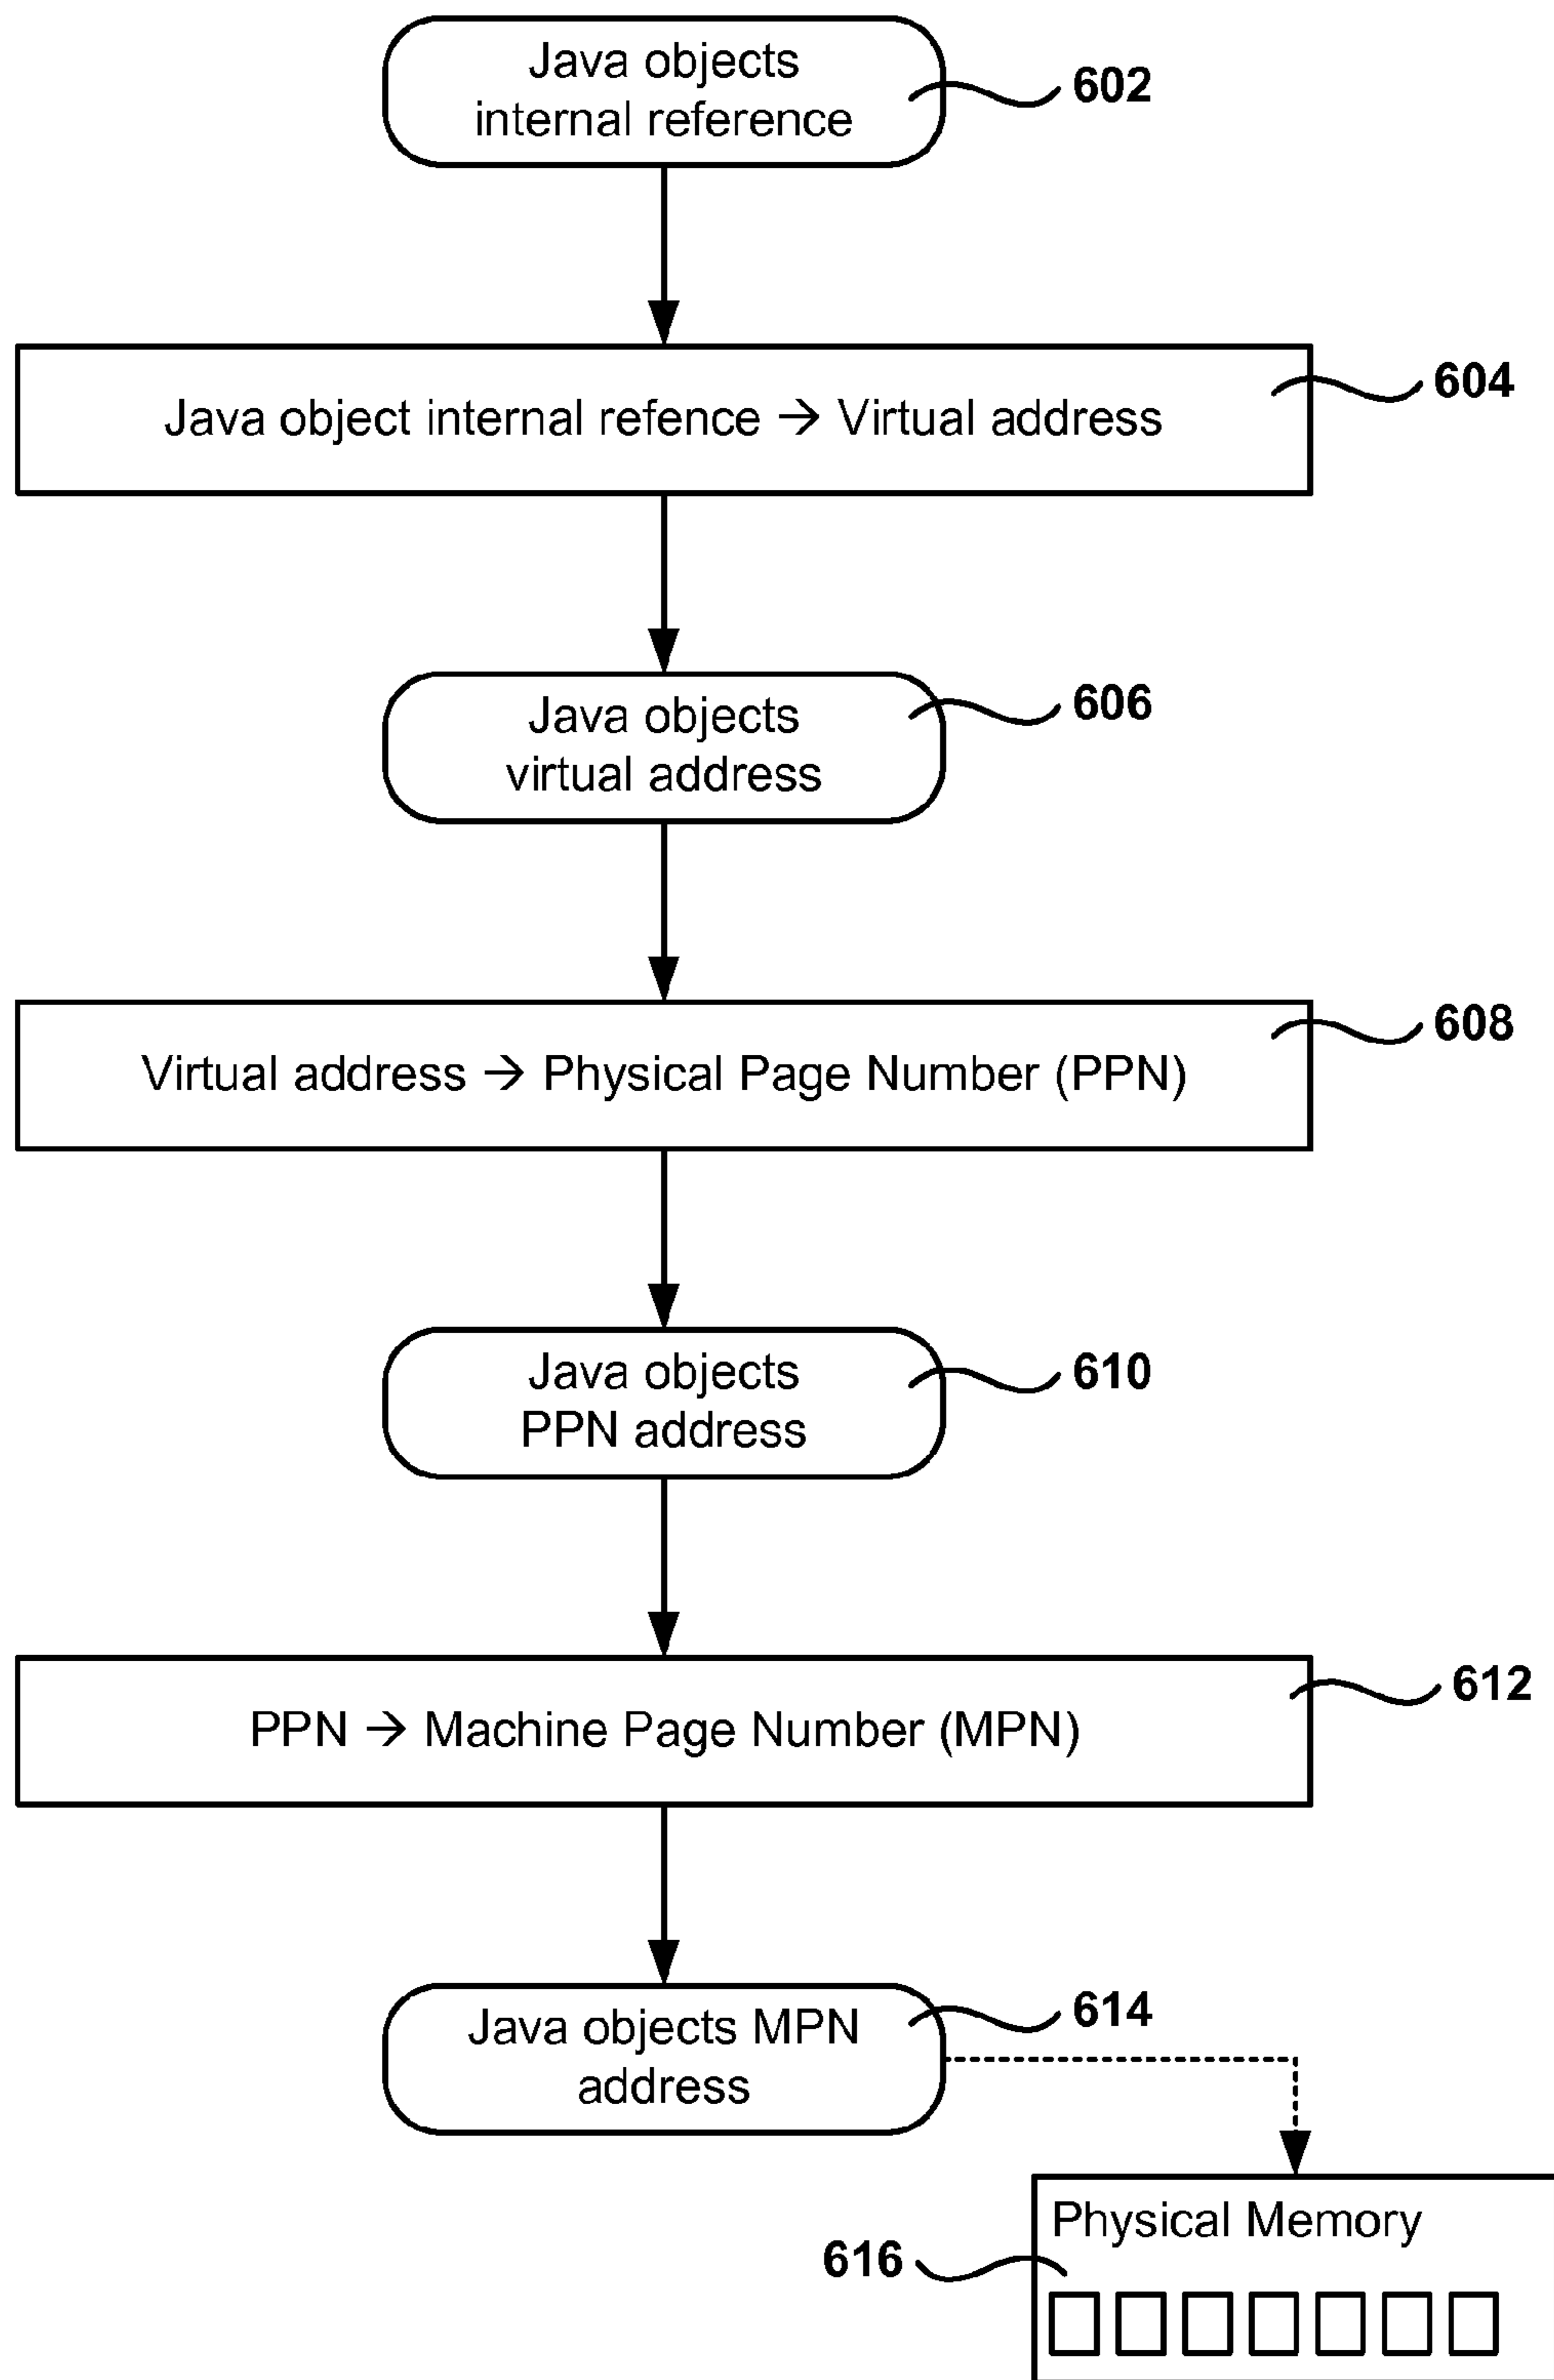 Java objects
internal reference
602
Java object internal refence → Virtual address
604
Java objects
virtual address
606
Virtual address → Physical Page Number (PPN)
608
Java objects
PPN address
610
PPN → Machine Page Number (MPN)
612
Java objects MPN
address
614
Physical Memory
616